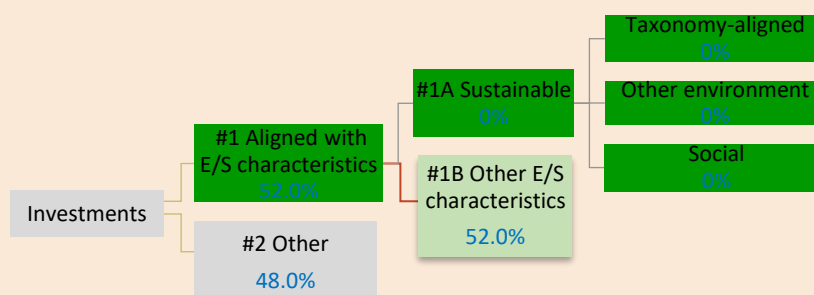 Investments
#1 Aligned with
E/S characteristics
52.0%
#2 Other
48.0%
#1A Sustainable
0%
#1B Other E/S
characteristics
52.0%
Taxonomy-aligned
0%
Other environment
0%
Social
0%